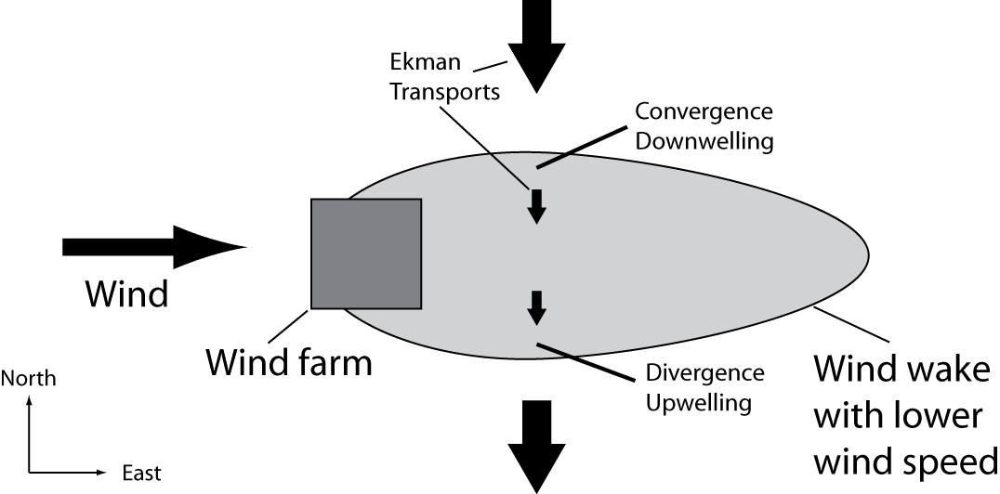 Ekman
Transports
Convergence
Downwelling
Wind
Wind farm
North
East
Divergence
Upwelling
Wind wake
with lower
wind speed